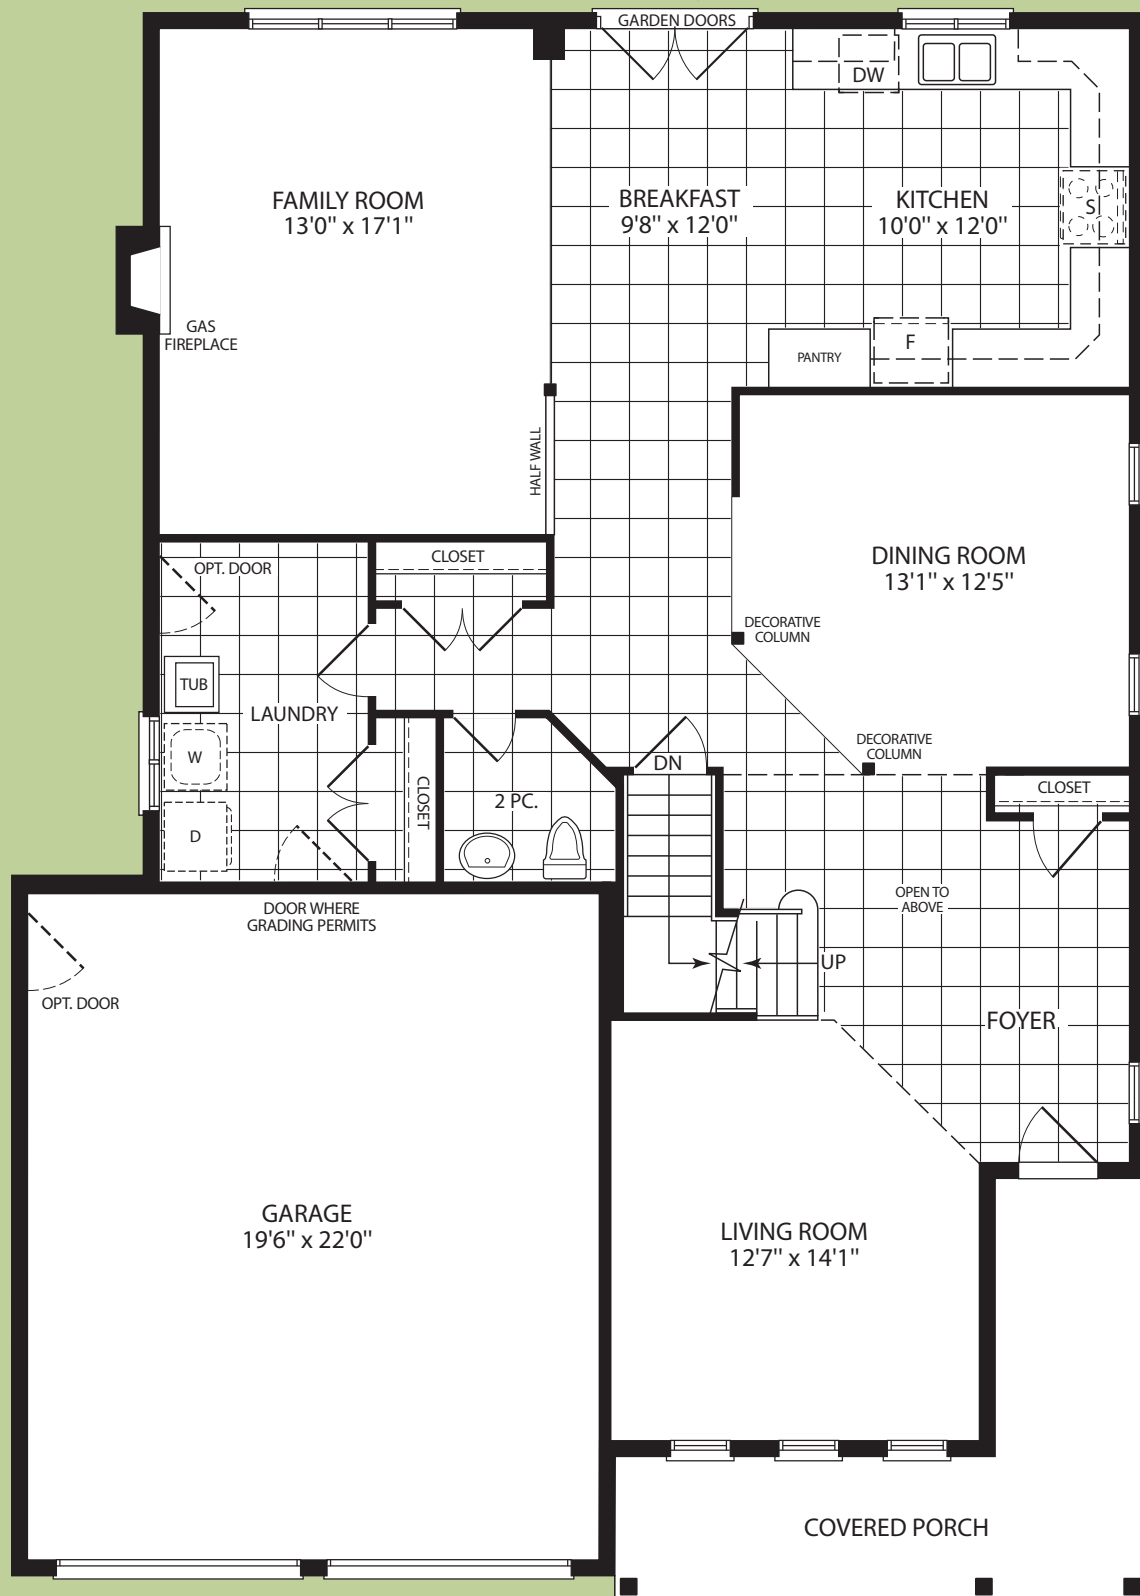 GARDEN DOORS
DW
FAMILY ROOM
13'0" x 17'1"
BREAKFAST
9'8" x 12'0"
KITCHEN
10'0" x 12'0"
S
GAS
FIREPLACE
PANTRY
F
HALF WALL
CLOSET
OPT. DOOR
DINING ROOM
13'1" x 12'5"
DECORATIVE
COLUMN
TUB
LAUNDRY
W
DECORATIVE
COLUMN
DN
CLOSET
CLOSET
2 PC.
D
OPEN TO
ABOVE
DOOR WHERE
GRADING PERMITS
OPT. DOOR
UP
FOYER
GARAGE
19'6" x 22'0"
LIVING ROOM
12'7" x 14'1"
COVERED PORCH